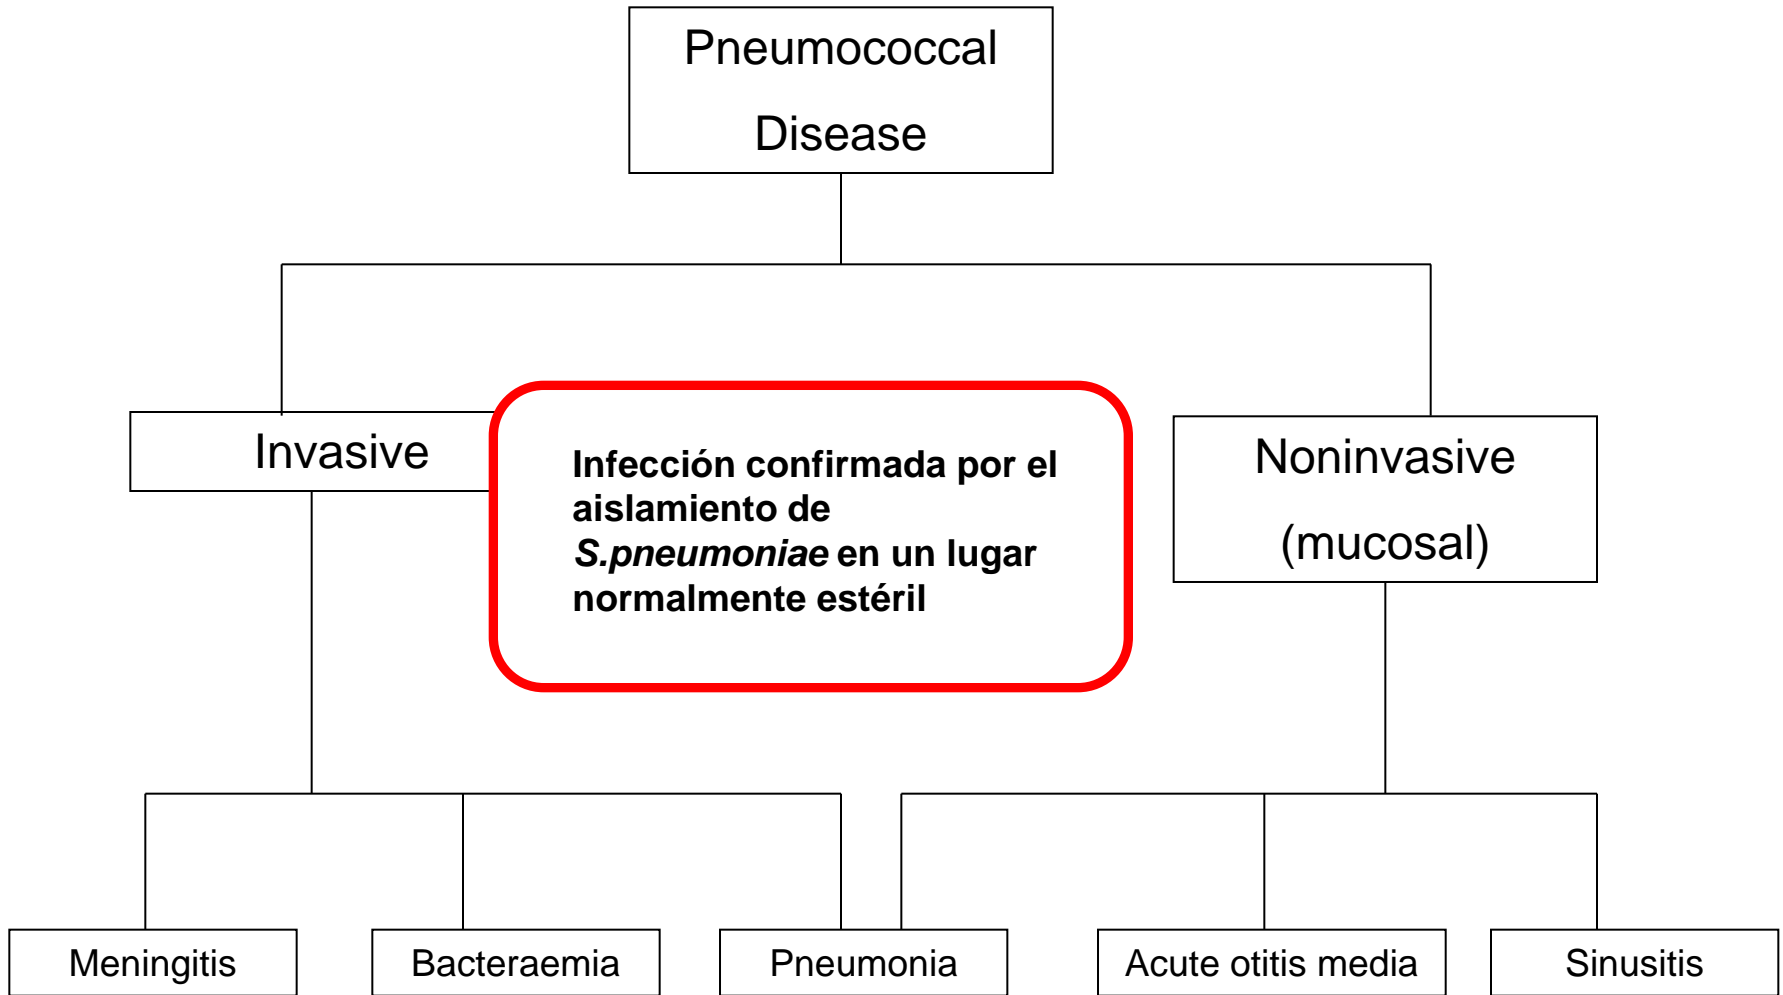 Pneumococcal
Disease
Invasive
Infección confirmada por el
aislamiento de
S.pneumoniae en un lugar
normalmente estéril
Noninvasive
(mucosal)
Meningitis
Bacteraemia
Pneumonia
Acute otitis media
Sinusitis